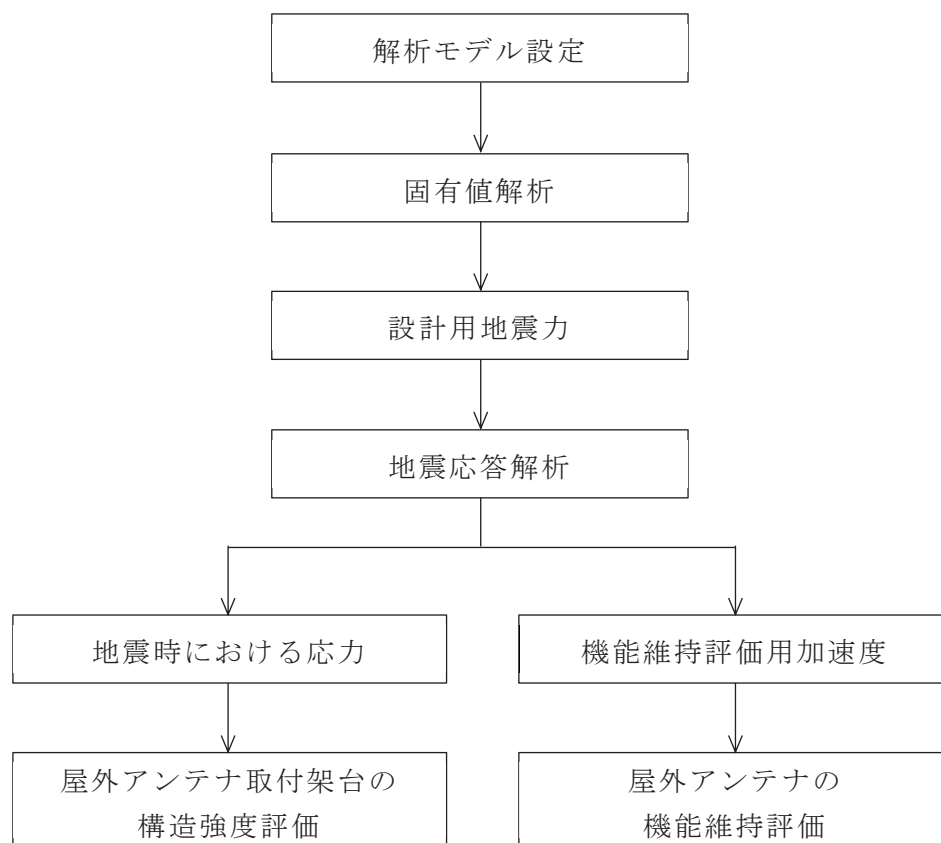 解析モデル設定
固有値解析
設計用地震力
地震応答解析
地震時における応力
機能維持評価用加速度
屋外アンテナ取付架台の
構造強度評価
屋外アンテナの
機能維持評価